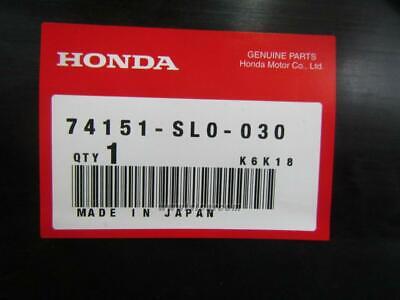 HONDA
GENUINE PARTS
Honda Motor Co., Ltd.
74151-SL0-030
QTY 1
K6K18
MADE IN JAPAN